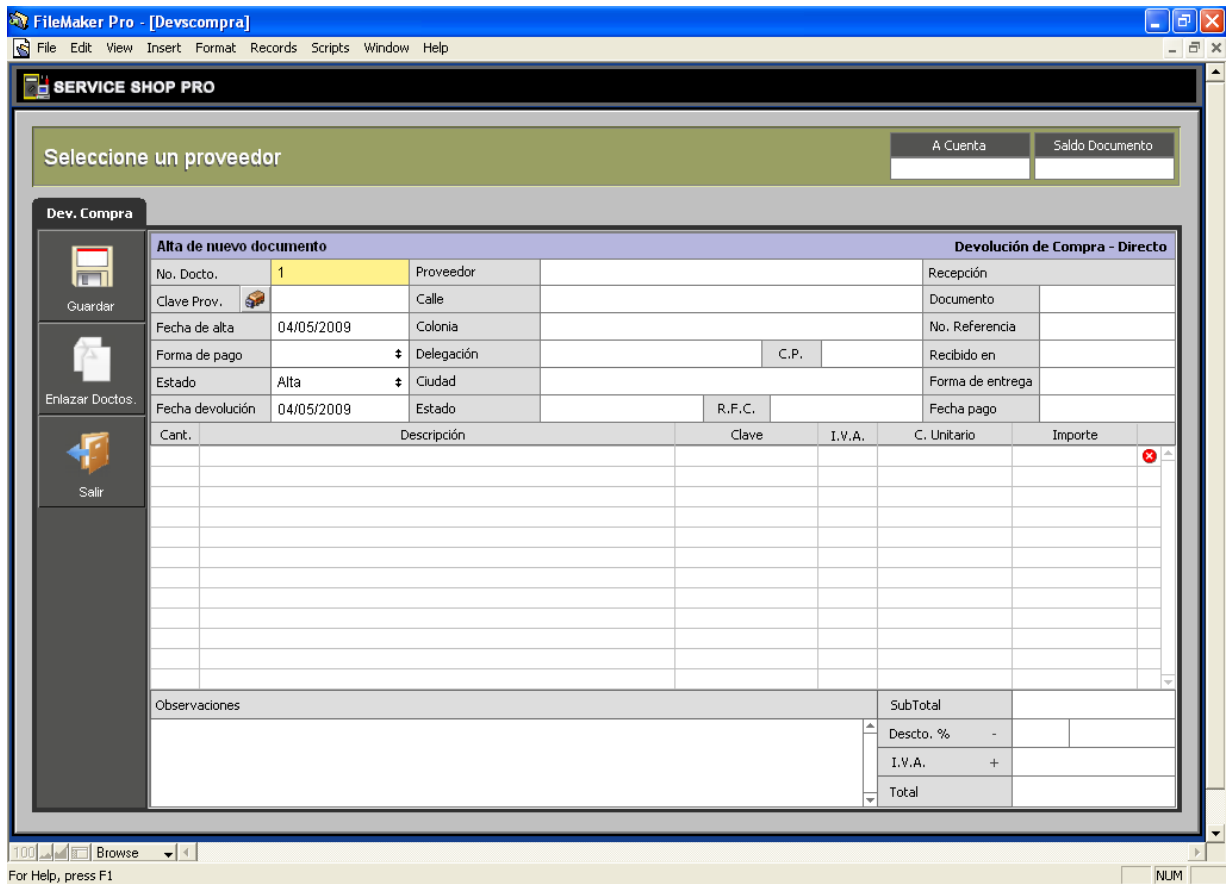 FileMaker Pro - [Devscompra]
File Edit View Insert Format Records Scripts Window Help
SERVICE SHOP PRO
Seleccione un proveedor
A Cuenta Saldo Documento
Dev. Compra
Alta de nuevo documento Devolución de Compra - Directo
No. Docto. 1 Proveedor Recepción
Clave Prov. Calle Documento
Fecha de alta 04/05/2009 Colonia No. Referencia
Forma de pago Delegación C.P. Recibido en
Estado Alta Ciudad Forma de entrega
Fecha devolución 04/05/2009 Estado R.F.C. Fecha pago
Guardar
Enlazar Doctos.
Salir
Cant. Descripción Clave I.V.A. C. Unitario Importe
Observaciones SubTotal
Descto. % -
I.V.A. +
Total
100 Browse
For Help, press F1 NUM